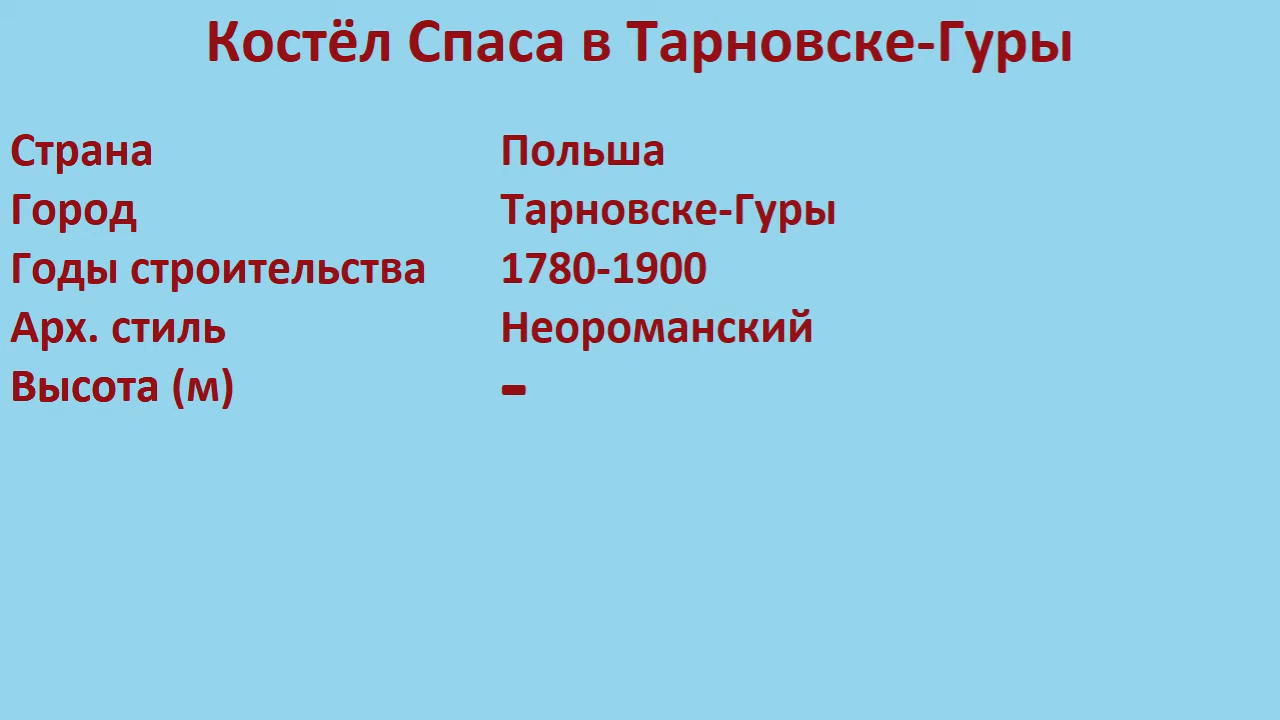 Костёл Спаса в Тарновске-Гуры
Страна Польша
Город Тарновске-Гуры
Годы строительства 1780-1900
Арх. стиль Неороманский
Высота (м) -